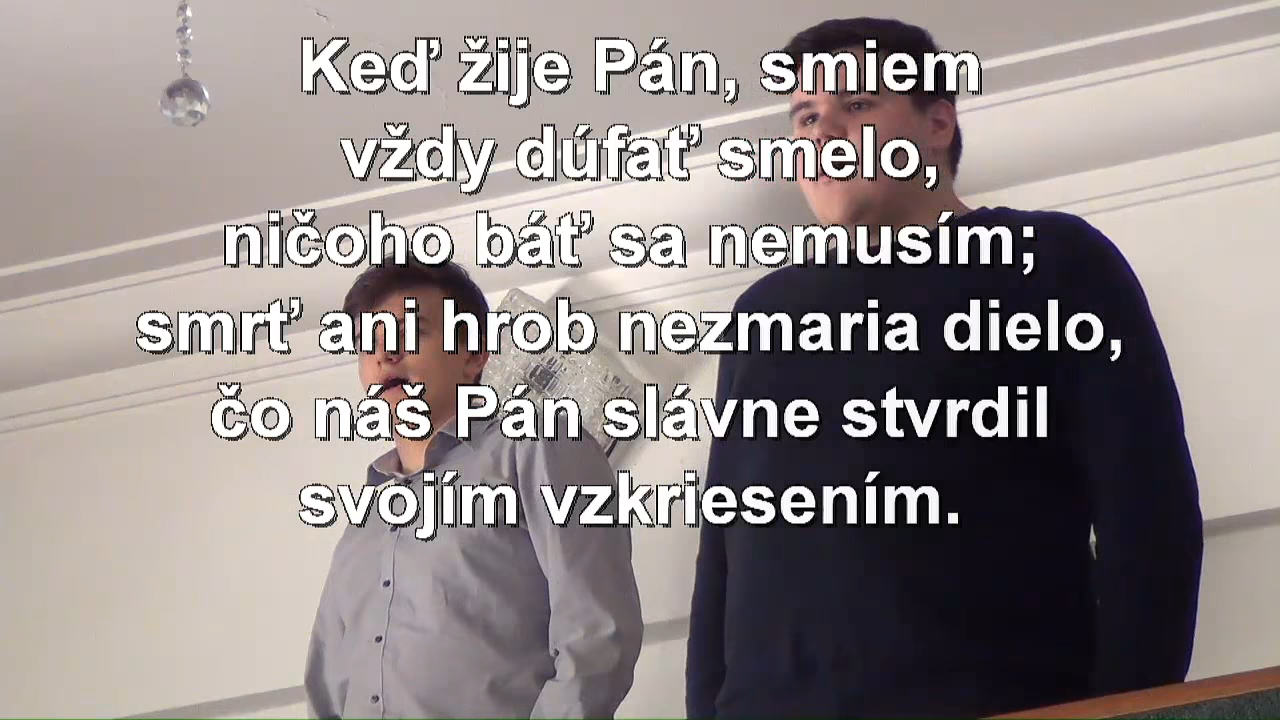 Keď žije Pán, smiem
vždy dúfať smelo,
ničoho báť sa nemusím;
smrť ani hrob nezmaria dielo,
čo náš Pán slávne stvrdil
svojím vzkriesením.